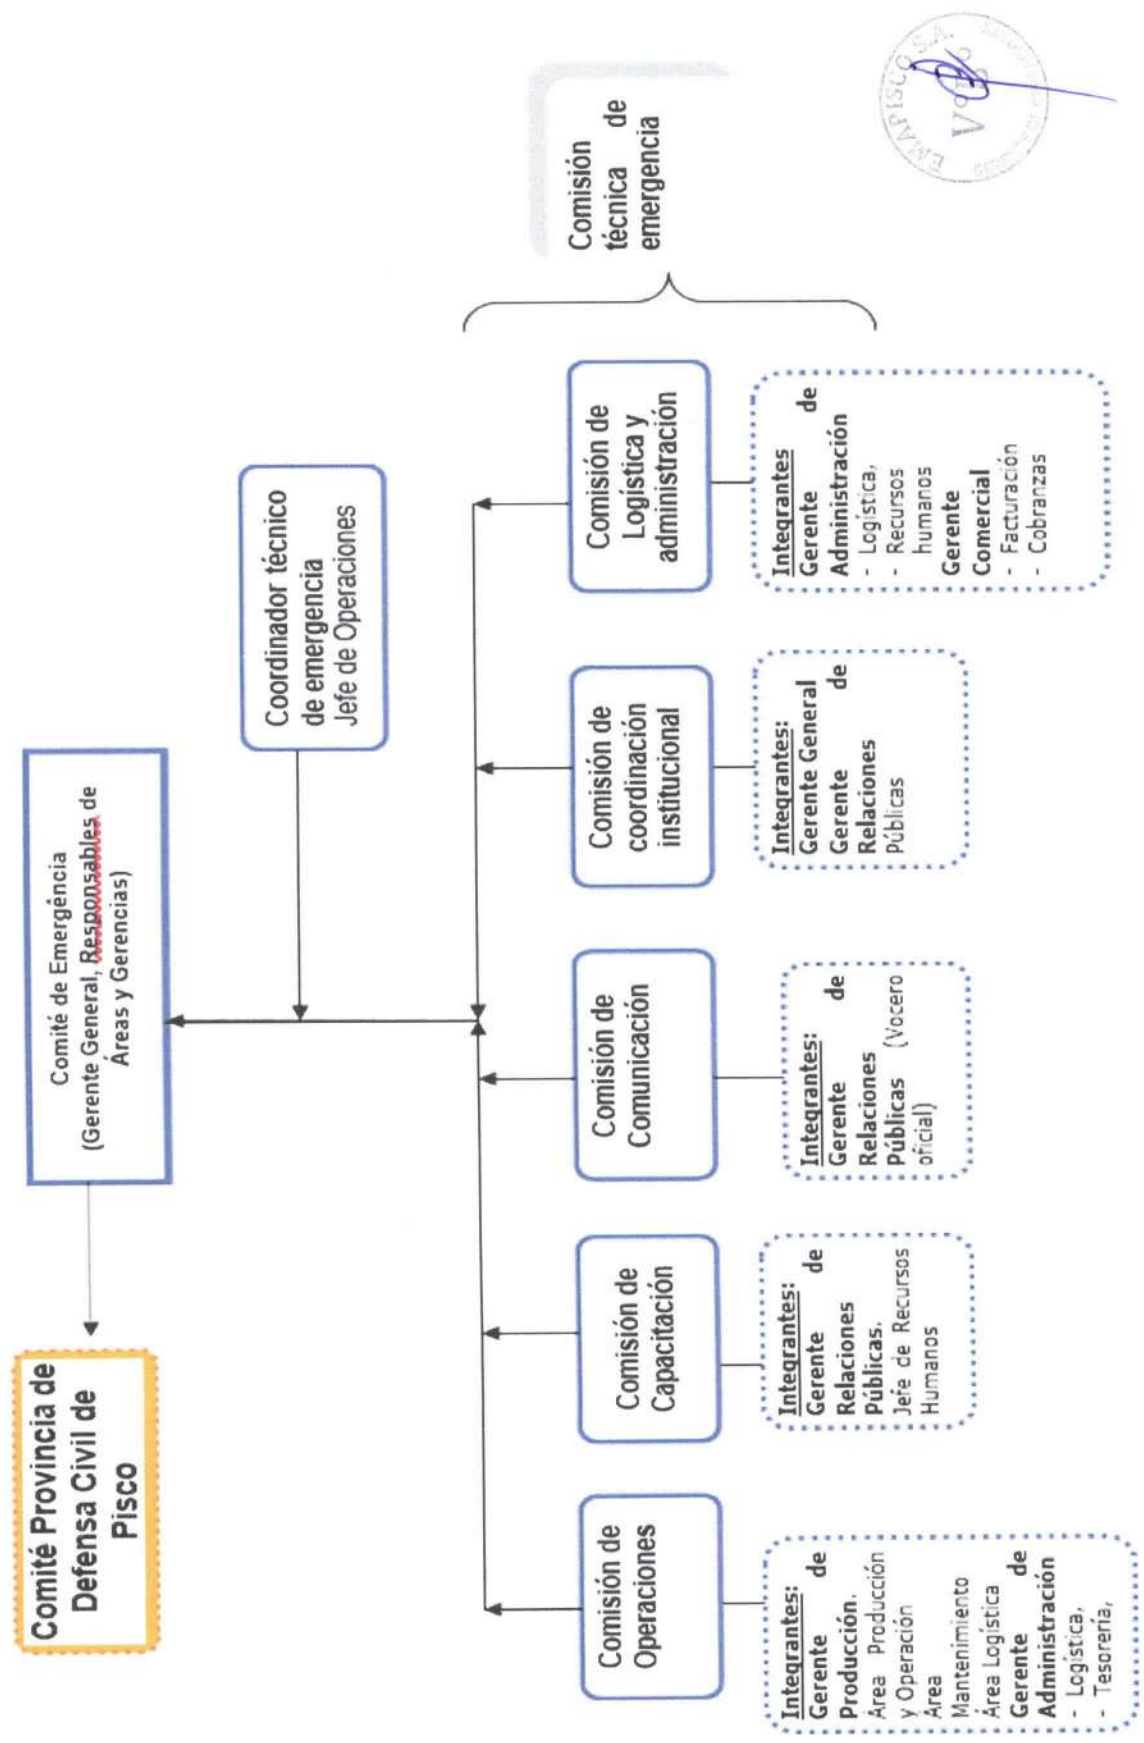 Comité Provincia de
Defensa Civil de
Pisco
Comité de Emergéncia
(Gerente General, Responsables de
Áreas y Gerencias)
Coordinador técnico
de emergencia
Jefe de Operaciones
Comisión de
Operaciones
Comisión de
Capacitación
Comisión de
Comunicación
Comisión de
coordinación
institucional
Comisión de
Logística y
administración
Comisión
técnica de
emergencia
Integrantes:
Gerente de
Producción.
Área Producción
y Operación
Área
Mantenimiento
Área Logística
Gerente de
Administración
- Logística,
- Tesorería,
Integrantes:
Gerente de
Relaciones
Públicas.
Jefe de Recursos
Humanos
Integrantes:
Gerente de
Relaciones
Públicas (Vocero
oficial)
Integrantes:
Gerente General
Gerente de
Relaciones
Públicas
Integrantes
Gerente de
Administración
- Logística,
- Recursos
humanos
Gerente
Comercial
- Facturación
- Cobranzas
EMAPISCO S.A.
V°B°